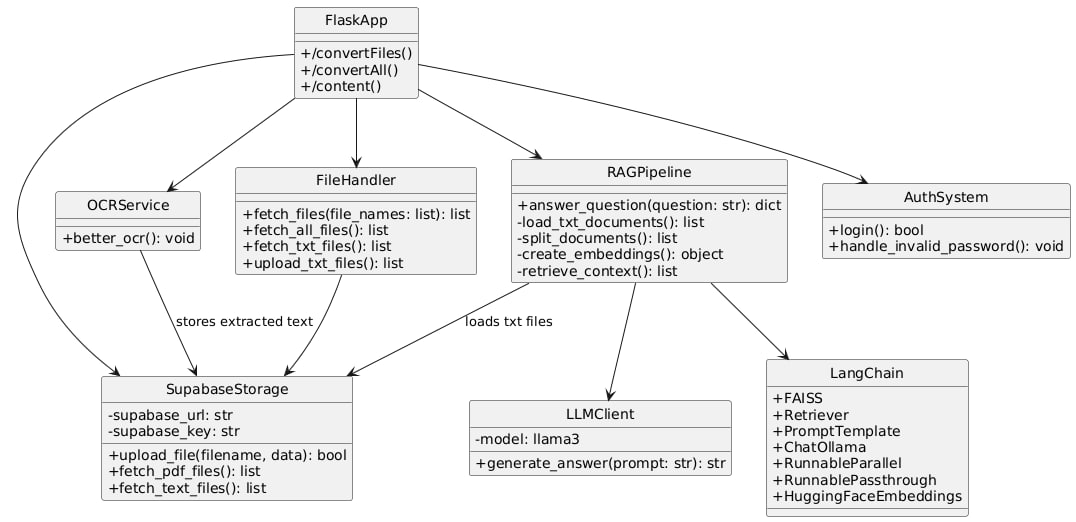 FlaskApp
+/convertFiles()
+/convertAll()
+/content()
OCRService
+better_ocr(): void
FileHandler
+fetch_files(file_names: list): list
+fetch_all_files(): list
+fetch_txt_files(): list
+upload_txt_files(): list
RAGPipeline
+answer_question(question: str): dict
-load_txt_documents(): list
-split_documents(): list
-create_embeddings(): object
-retrieve_context(): list
AuthSystem
+login(): bool
+handle_invalid_password(): void
stores extracted text
loads txt files
SupabaseStorage
-supabase_url: str
-supabase_key: str
+upload_file(filename, data): bool
+fetch_pdf_files(): list
+fetch_text_files(): list
LLMClient
-model: llama3
+generate_answer(prompt: str): str
LangChain
+FAISS
+Retriever
+PromptTemplate
+ChatOllama
+RunnableParallel
+RunnablePassthrough
+HuggingFaceEmbeddings